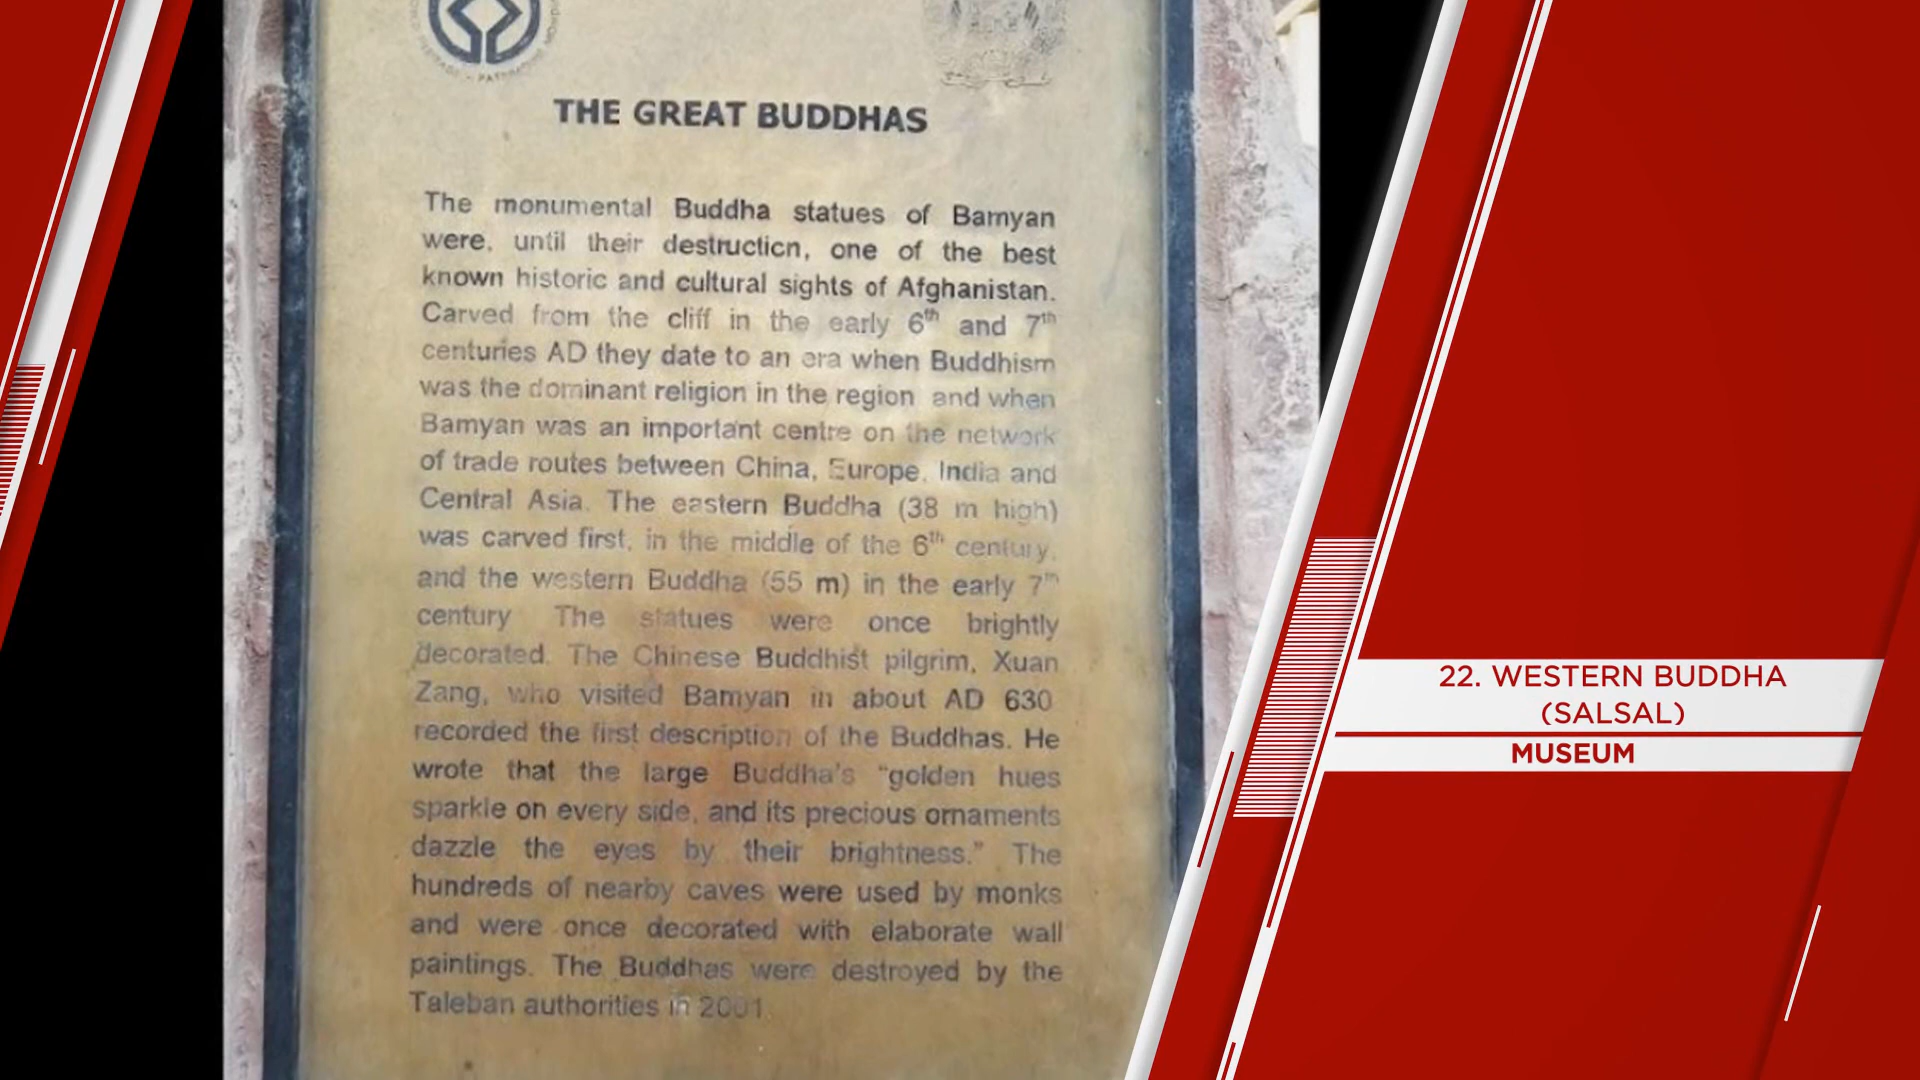 THE GREAT BUDDHAS
The monumental Buddha statues of Bamyan
were, until their destruction, one of the best
known historic and cultural sights of Afghanistan.
Carved from the cliff in the early 6th and 7th
centuries AD they date to an era when Buddhism
was the dominant religion in the region and when
Bamyan was an important centre on the network
of trade routes between China, Europe, India and
Central Asia. The eastern Buddha (38 m high)
was carved first, in the middle of the 6th century,
and the western Buddha (55 m) in the early 7th
century The statues were once brightly
decorated. The Chinese Buddhist pilgrim, Xuan
Zang, who visited Bamyan in about AD 630
recorded the first description of the Buddhas. He
wrote that the large Buddha's "golden hues
sparkle on every side, and its precious ornaments
dazzle the eyes by their brightness." The
hundreds of nearby caves were used by monks
and were once decorated with elaborate wall
paintings. The Buddhas were destroyed by the
Taleban authorities in 2001.
22. WESTERN BUDDHA
(SALSAL)
MUSEUM